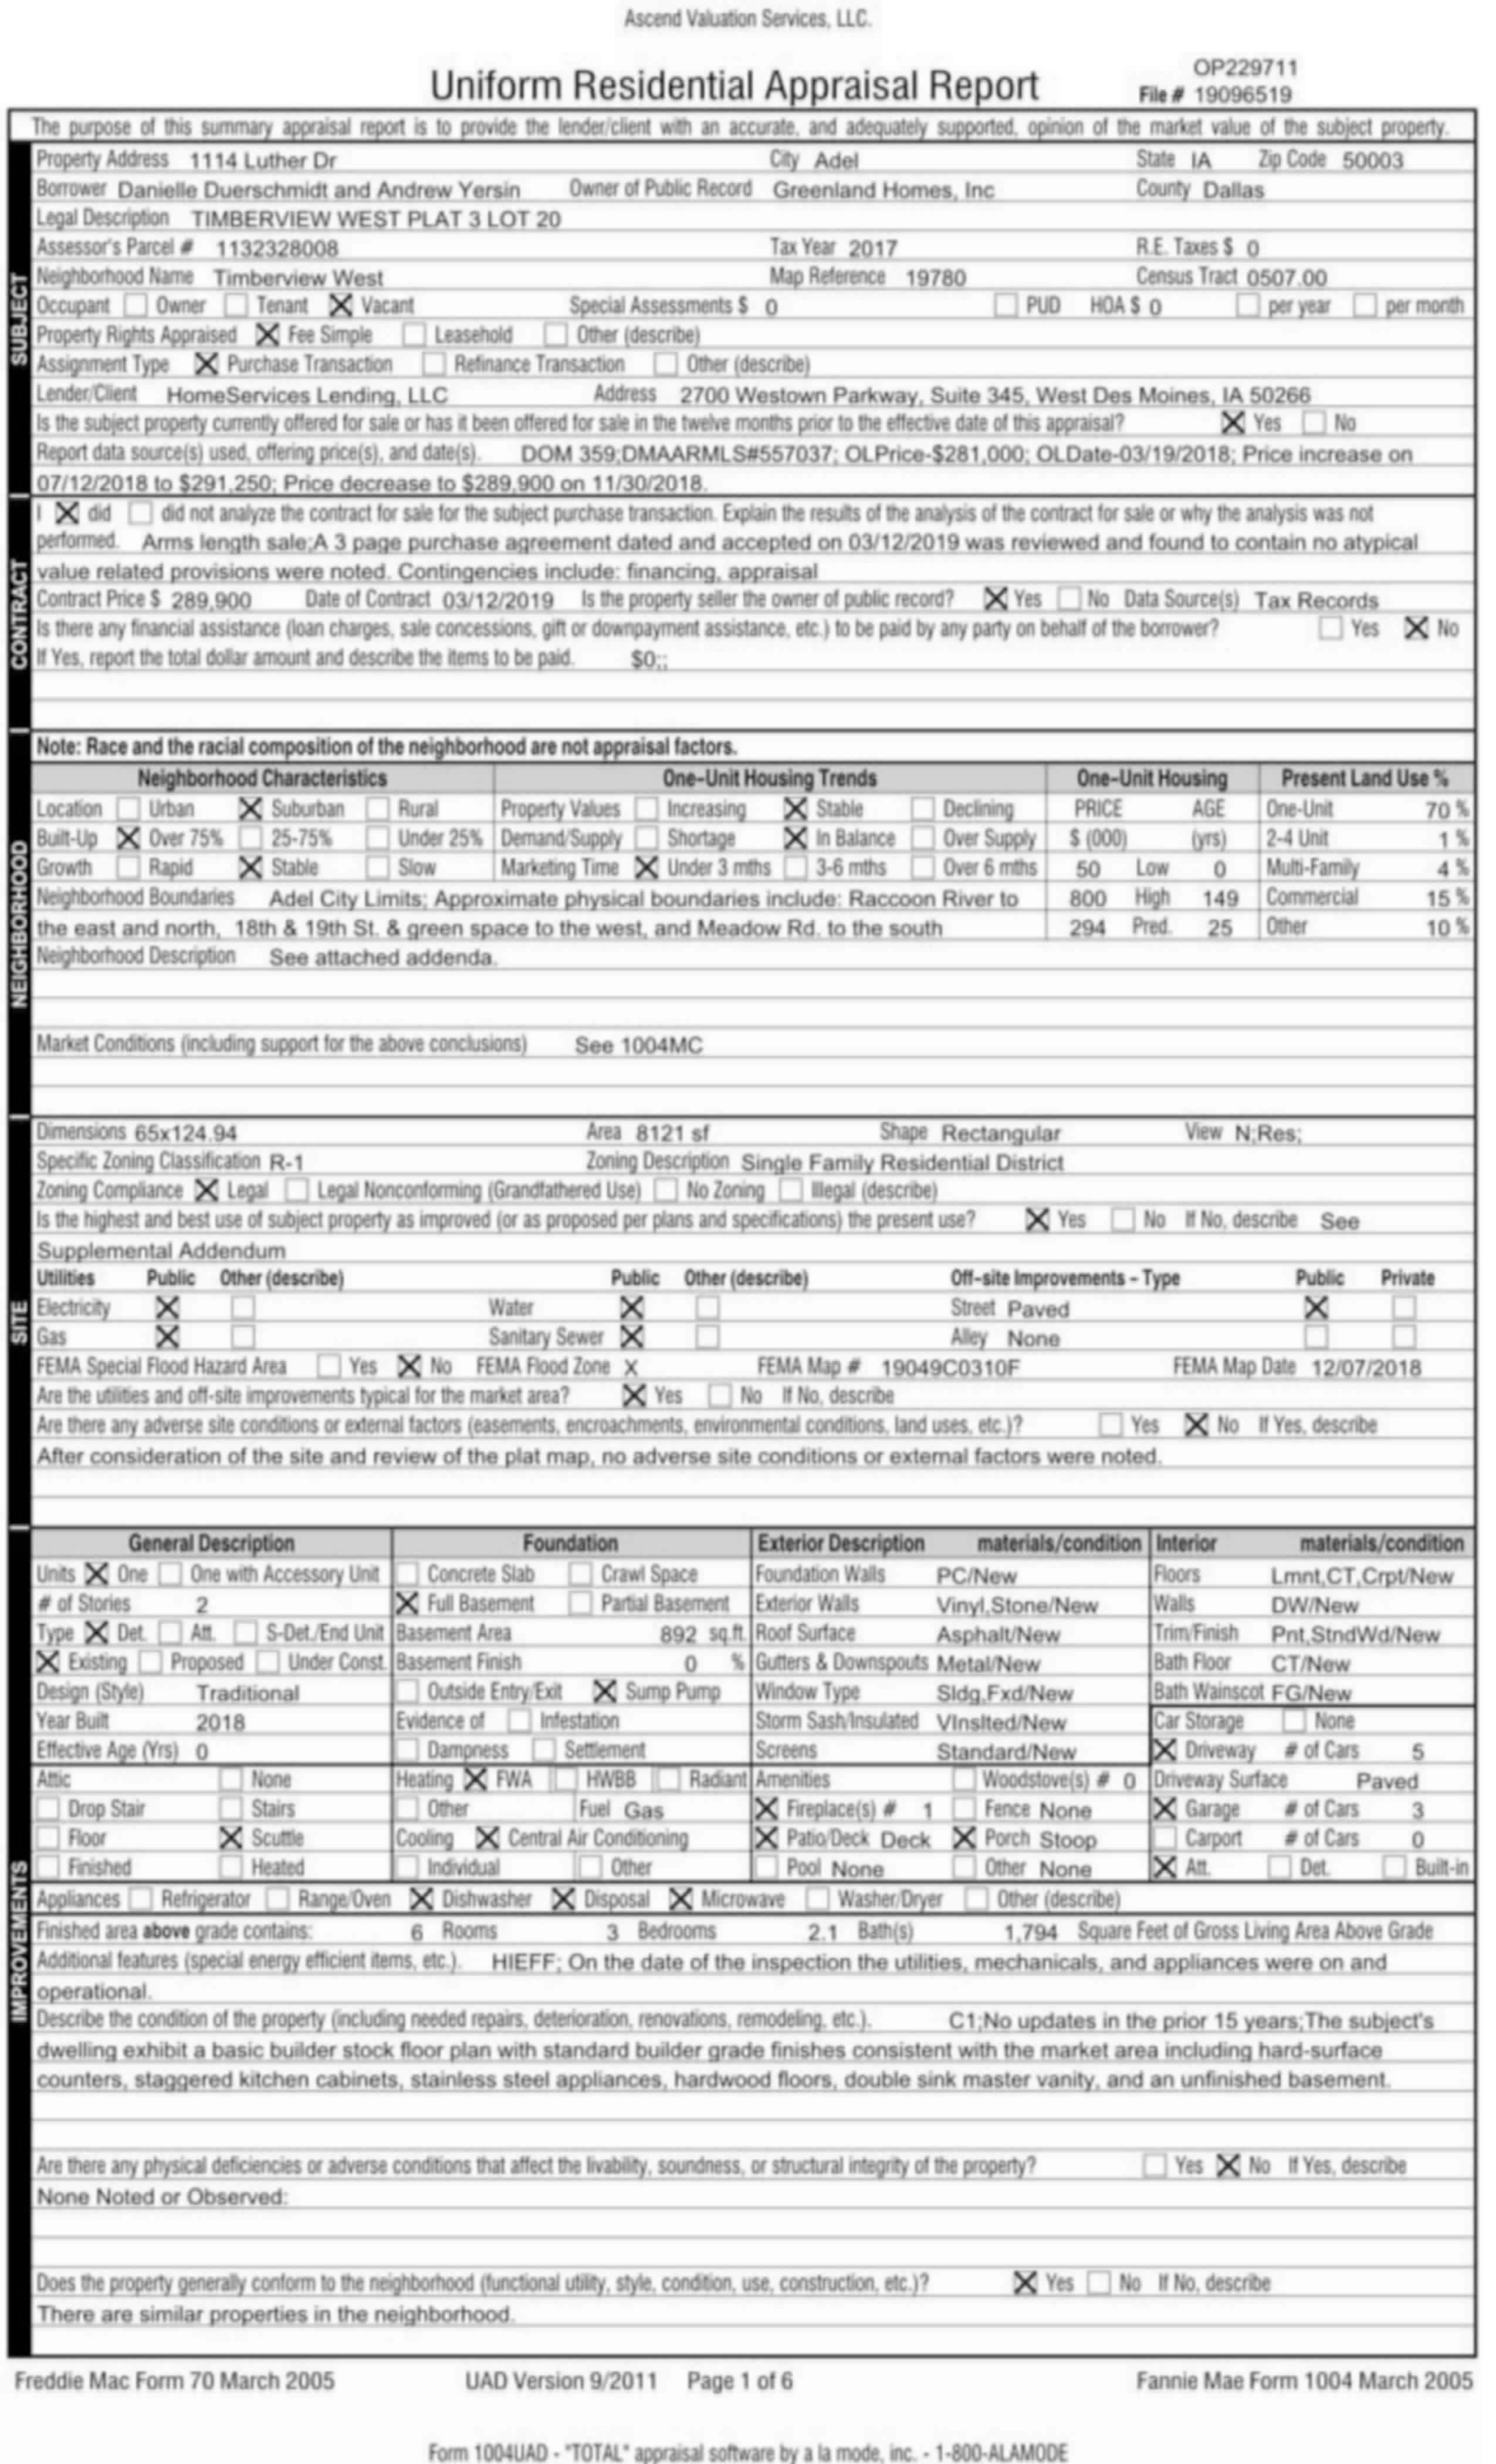 Ascend Valuation Services, LLC.
OP229711
Uniform Residential Appraisal Report File # 19096519
The purpose of this summary appraisal report is to provide the lender/client with an accurate, and adequately supported, opinion of the market value of the subject property.
SUBJECT
Property Address 1114 Luther Dr City Adel State IA Zip Code 50003
Borrower Danielle Duerschmidt and Andrew Yersin Owner of Public Record Greenland Homes, Inc County Dallas
Legal Description TIMBERVIEW WEST PLAT 3 LOT 20
Assessor's Parcel # 1132328008 Tax Year 2017 R.E. Taxes $ 0
Neighborhood Name Timberview West Map Reference 19780 Census Tract 0507.00
Occupant ☐ Owner ☐ Tenant ☒ Vacant Special Assessments $ 0 ☐ PUD HOA $ 0 ☐ per year ☐ per month
Property Rights Appraised ☒ Fee Simple ☐ Leasehold ☐ Other (describe)
Assignment Type ☒ Purchase Transaction ☐ Refinance Transaction ☐ Other (describe)
Lender/Client HomeServices Lending, LLC Address 2700 Westown Parkway, Suite 345, West Des Moines, IA 50266
Is the subject property currently offered for sale or has it been offered for sale in the twelve months prior to the effective date of this appraisal? ☒ Yes ☐ No
Report data source(s) used, offering price(s), and date(s). DOM 359;DMAARMLS#557037; OLPrice-$281,000; OLDate-03/19/2018; Price increase on
07/12/2018 to $291,250; Price decrease to $289,900 on 11/30/2018.
CONTRACT
I ☒ did ☐ did not analyze the contract for sale for the subject purchase transaction. Explain the results of the analysis of the contract for sale or why the analysis was not
performed. Arms length sale;A 3 page purchase agreement dated and accepted on 03/12/2019 was reviewed and found to contain no atypical
value related provisions were noted. Contingencies include: financing, appraisal
Contract Price $ 289,900 Date of Contract 03/12/2019 Is the property seller the owner of public record? ☒ Yes ☐ No Data Source(s) Tax Records
Is there any financial assistance (loan charges, sale concessions, gift or downpayment assistance, etc.) to be paid by any party on behalf of the borrower? ☐ Yes ☒ No
If Yes, report the total dollar amount and describe the items to be paid. $0;;
NEIGHBORHOOD
Note: Race and the racial composition of the neighborhood are not appraisal factors.
Neighborhood Characteristics One-Unit Housing Trends One-Unit Housing Present Land Use %
Location ☐ Urban ☒ Suburban ☐ Rural Property Values ☐ Increasing ☒ Stable ☐ Declining PRICE AGE One-Unit 70 %
Built-Up ☒ Over 75% ☐ 25-75% ☐ Under 25% Demand/Supply ☐ Shortage ☒ In Balance ☐ Over Supply $ (000) (yrs) 2-4 Unit 1 %
Growth ☐ Rapid ☒ Stable ☐ Slow Marketing Time ☒ Under 3 mths ☐ 3-6 mths ☐ Over 6 mths 50 Low 0 Multi-Family 4 %
Neighborhood Boundaries Adel City Limits; Approximate physical boundaries include: Raccoon River to 800 High 149 Commercial 15 %
the east and north, 18th & 19th St. & green space to the west, and Meadow Rd. to the south 294 Pred. 25 Other 10 %
Neighborhood Description See attached addenda.
Market Conditions (including support for the above conclusions) See 1004MC
SITE
Dimensions 65x124.94 Area 8121 sf Shape Rectangular View N;Res;
Specific Zoning Classification R-1 Zoning Description Single Family Residential District
Zoning Compliance ☒ Legal ☐ Legal Nonconforming (Grandfathered Use) ☐ No Zoning ☐ Illegal (describe)
Is the highest and best use of subject property as improved (or as proposed per plans and specifications) the present use? ☒ Yes ☐ No If No, describe See
Supplemental Addendum
Utilities Public Other (describe) Public Other (describe) Off-site Improvements - Type Public Private
Electricity ☒ ☐ Water ☒ ☐ Street Paved ☒ ☐
Gas ☒ ☐ Sanitary Sewer ☒ ☐ Alley None ☐ ☐
FEMA Special Flood Hazard Area ☐ Yes ☒ No FEMA Flood Zone X FEMA Map # 19049C0310F FEMA Map Date 12/07/2018
Are the utilities and off-site improvements typical for the market area? ☒ Yes ☐ No If No, describe
Are there any adverse site conditions or external factors (easements, encroachments, environmental conditions, land uses, etc.)? ☐ Yes ☒ No If Yes, describe
After consideration of the site and review of the plat map, no adverse site conditions or external factors were noted.
IMPROVEMENTS
General Description Foundation Exterior Description materials/condition Interior materials/condition
Units ☒ One ☐ One with Accessory Unit ☐ Concrete Slab ☐ Crawl Space Foundation Walls PC/New Floors Lmnt,CT,Crpt/New
# of Stories 2 ☒ Full Basement ☐ Partial Basement Exterior Walls Vinyl,Stone/New Walls DW/New
Type ☒ Det. ☐ Att. ☐ S-Det./End Unit Basement Area 892 sq.ft. Roof Surface Asphalt/New Trim/Finish Pnt,StndWd/New
☒ Existing ☐ Proposed ☐ Under Const. Basement Finish 0 % Gutters & Downspouts Metal/New Bath Floor CT/New
Design (Style) Traditional ☐ Outside Entry/Exit ☒ Sump Pump Window Type Sldg,Fxd/New Bath Wainscot FG/New
Year Built 2018 Evidence of ☐ Infestation Storm Sash/Insulated VInslted/New Car Storage ☐ None
Effective Age (Yrs) 0 ☐ Dampness ☐ Settlement Screens Standard/New ☒ Driveway # of Cars 5
Attic ☐ None Heating ☒ FWA ☐ HWBB ☐ Radiant Amenities ☐ Woodstove(s) # 0 Driveway Surface Paved
☐ Drop Stair ☐ Stairs ☐ Other Fuel Gas ☒ Fireplace(s) # 1 ☐ Fence None ☒ Garage # of Cars 3
☐ Floor ☒ Scuttle Cooling ☒ Central Air Conditioning ☒ Patio/Deck Deck ☒ Porch Stoop ☐ Carport # of Cars 0
☐ Finished ☐ Heated ☐ Individual ☐ Other ☐ Pool None ☐ Other None ☒ Att. ☐ Det. ☐ Built-in
Appliances ☐ Refrigerator ☐ Range/Oven ☒ Dishwasher ☒ Disposal ☒ Microwave ☐ Washer/Dryer ☐ Other (describe)
Finished area above grade contains: 6 Rooms 3 Bedrooms 2.1 Bath(s) 1,794 Square Feet of Gross Living Area Above Grade
Additional features (special energy efficient items, etc.). HIEFF; On the date of the inspection the utilities, mechanicals, and appliances were on and
operational.
Describe the condition of the property (including needed repairs, deterioration, renovations, remodeling, etc.). C1;No updates in the prior 15 years;The subject's
dwelling exhibit a basic builder stock floor plan with standard builder grade finishes consistent with the market area including hard-surface
counters, staggered kitchen cabinets, stainless steel appliances, hardwood floors, double sink master vanity, and an unfinished basement.
Are there any physical deficiencies or adverse conditions that affect the livability, soundness, or structural integrity of the property? ☐ Yes ☒ No If Yes, describe
None Noted or Observed:
Does the property generally conform to the neighborhood (functional utility, style, condition, use, construction, etc.)? ☒ Yes ☐ No If No, describe
There are similar properties in the neighborhood.
Freddie Mac Form 70 March 2005 UAD Version 9/2011 Page 1 of 6 Fannie Mae Form 1004 March 2005
Form 1004UAD - "TOTAL" appraisal software by a la mode, inc. - 1-800-ALAMODE